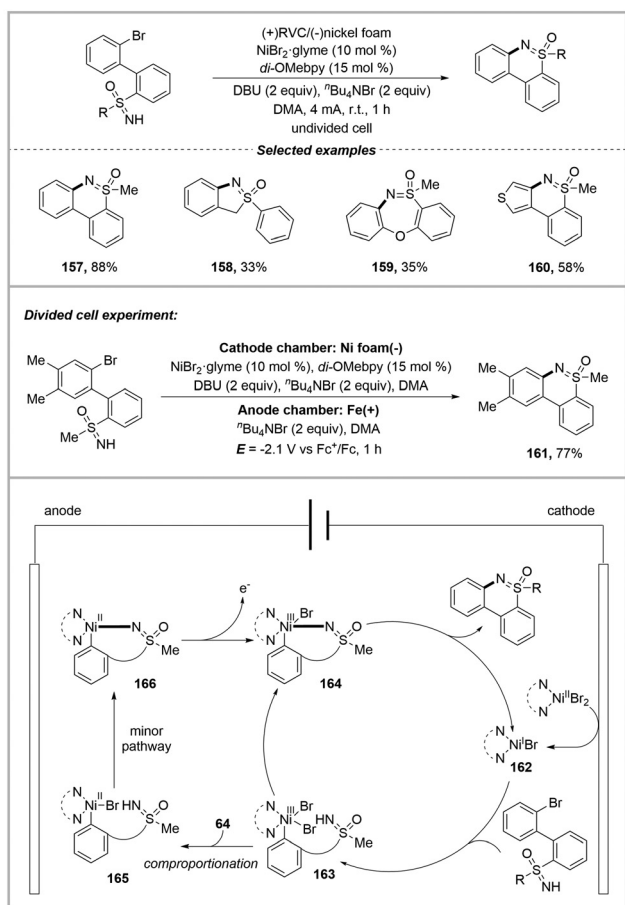 Br
S
O
R
NH
(+)RVC/(-)nickel foam
NiBr2·glyme (10 mol %)
di-OMebpy (15 mol %)
DBU (2 equiv), nBu4NBr (2 equiv)
DMA, 4 mA, r.t., 1 h
undivided cell
N
S
O
R
Selected examples
N
S
O
Me
N
S
O
N
S
O
Me
O
S
N
S
O
Me
157, 88%
158, 33%
159, 35%
160, 58%
Divided cell experiment:
Me
Me
Br
O
S
Me
NH
Cathode chamber: Ni foam(-)
NiBr2·glyme (10 mol %), di-OMebpy (15 mol %)
DBU (2 equiv), nBu4NBr (2 equiv), DMA
Anode chamber: Fe(+)
nBu4NBr (2 equiv), DMA
E = -2.1 V vs Fc+/Fc, 1 h
Me
Me
N
S
O
Me
161, 77%
anode
cathode
N
N
NiII
N
S
O
Me
166
e-
N
N
NiIII
Br
N
S
O
Me
164
N
S
O
R
N
N
NiIIBr2
N
N
NiIBr
162
minor
pathway
N
N
NiII
Br
HN
S
O
Me
165
64
comproportionation
N
N
NiIII
Br
Br
HN
S
O
Me
163
Br
O
S
R
NH